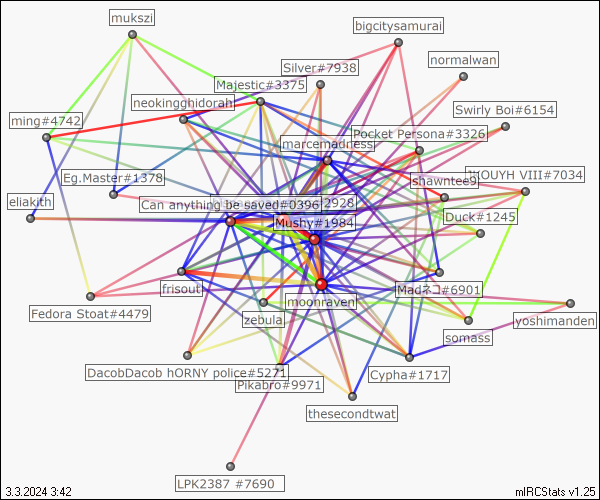 mukszi
bigcitysamurai
normalwan
Silver#7938
Majestic#3375
neokingghidorah
Swirly Boi#6154
ming#4742
Pocket Persona#3326
marcemadness
Eg.Master#1378
shawntee9
VIII#7034
eliakith
Can anything be saved#0396
2928
Duck#1245
Mushy#1984
frisout
moonraven
Madネコ#6901
Fedora Stoat#4479
zebula
yoshimanden
somass
DacobDacob hORNY police#5271
Cypha#1717
Pikabro#9971
thesecondtwat
LPK2387 #7690
3.3.2024 3:42
mIRCStats v1.25